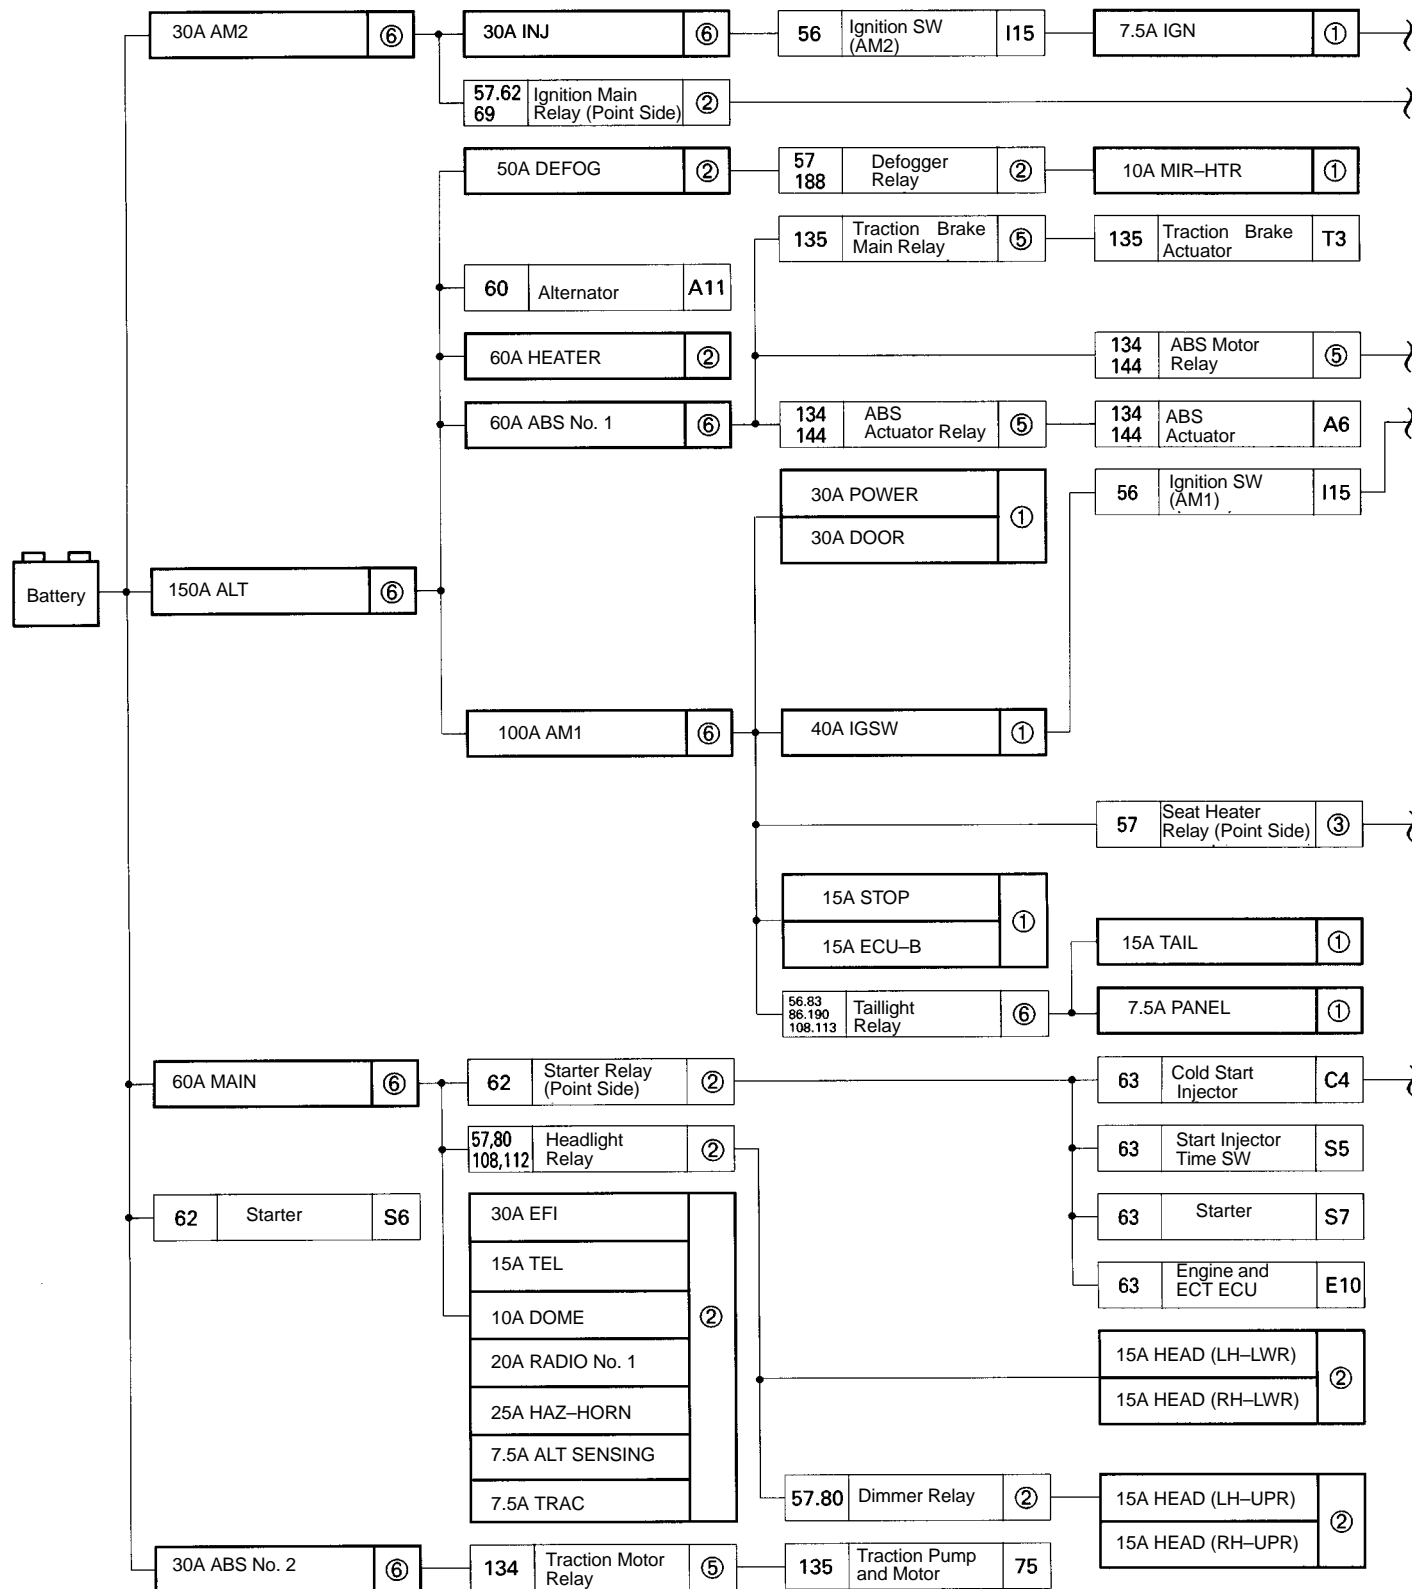 30A AM2 ⑥
30A INJ ⑥
56 Ignition SW (AM2) I15
7.5A IGN ①
57.62 69 Ignition Main Relay (Point Side) ②
50A DEFOG ②
57 188 Defogger Relay ②
10A MIR–HTR ①
135 Traction Brake Main Relay ⑤
135 Traction Brake Actuator T3
60 Alternator A11
60A HEATER ②
134 144 ABS Motor Relay ⑤
60A ABS No. 1 ⑥
134 144 ABS Actuator Relay ⑤
134 144 ABS Actuator A6
30A POWER
30A DOOR
①
56 Ignition SW (AM1) I15
Battery
150A ALT ⑥
100A AM1 ⑥
40A IGSW ①
57 Seat Heater Relay (Point Side) ③
15A STOP
15A ECU–B
①
15A TAIL ①
56.83 86.190 108.113 Taillight Relay ⑥
7.5A PANEL ①
60A MAIN ⑥
62 Starter Relay (Point Side) ②
63 Cold Start Injector C4
57,80 108,112 Headlight Relay ②
63 Start Injector Time SW S5
62 Starter S6
63 Starter S7
63 Engine and ECT ECU E10
30A EFI
15A TEL
10A DOME
20A RADIO No. 1
25A HAZ–HORN
7.5A ALT SENSING
7.5A TRAC
②
15A HEAD (LH–LWR)
15A HEAD (RH–LWR)
②
57.80 Dimmer Relay ②
15A HEAD (LH–UPR)
15A HEAD (RH–UPR)
②
30A ABS No. 2 ⑥
134 Traction Motor Relay ⑤
135 Traction Pump and Motor 75